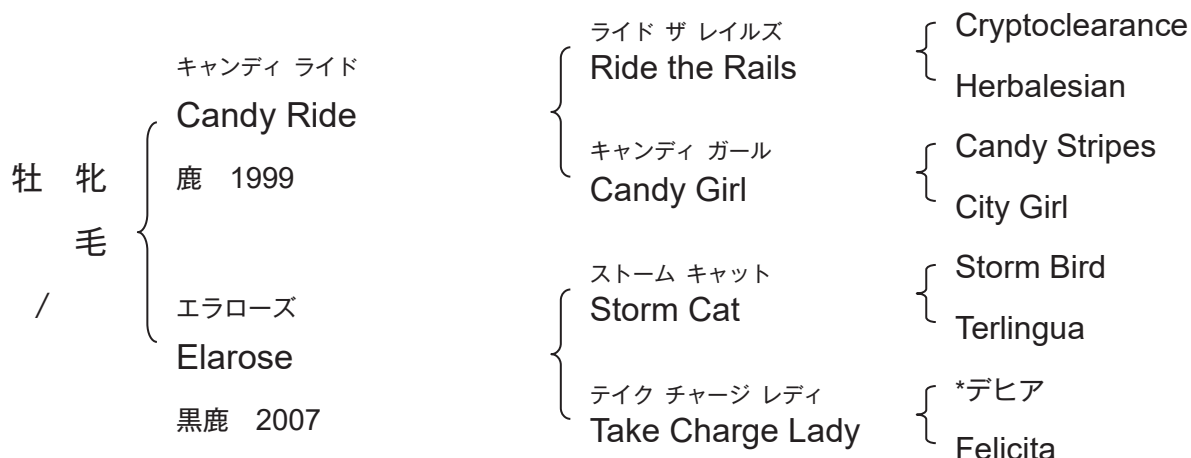 牡 牝
毛
/
キャンディ ライド
Candy Ride
鹿 1999
エラローズ
Elarose
黒鹿 2007
ライド ザ レイルズ
Ride the Rails
キャンディ ガール
Candy Girl
ストーム キャット
Storm Cat
テイク チャージ レディ
Take Charge Lady
Cryptoclearance
Herbalesian
Candy Stripes
City Girl
Storm Bird
Terlingua
*デヒア
Felicita